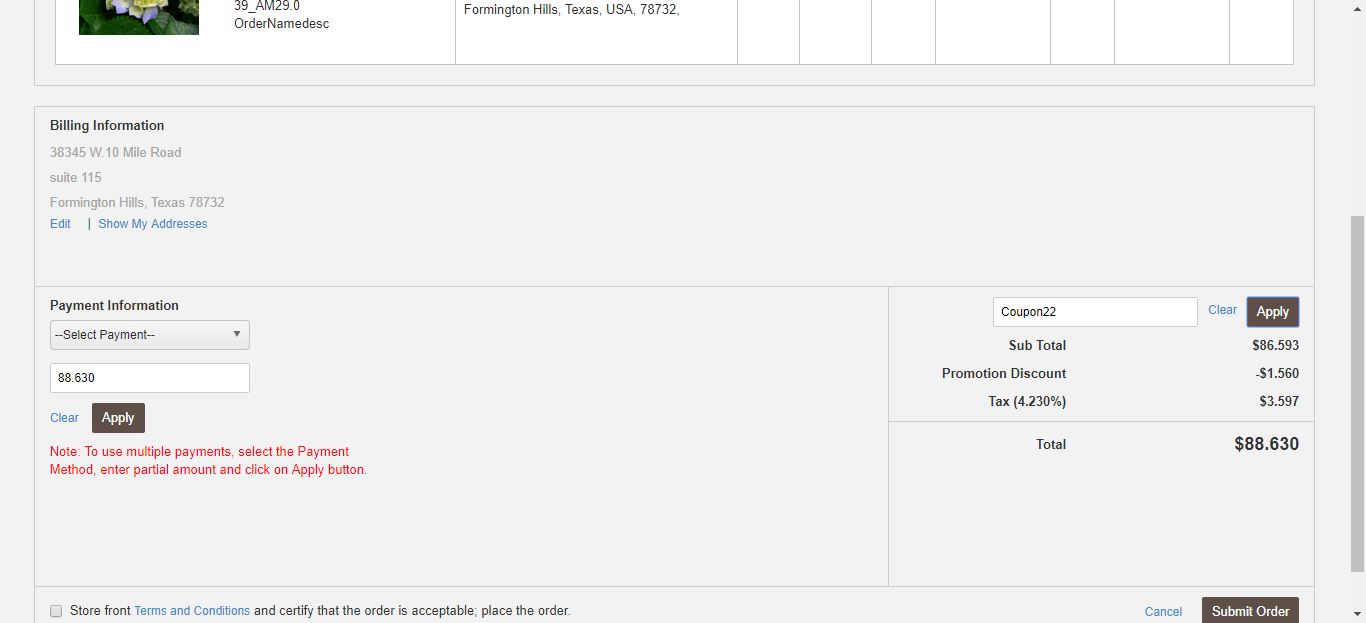 39_AM29.0
OrderNamedesc
Formington Hills, Texas, USA, 78732,
Billing Information
38345 W.10 Mile Road
suite 115
Formington Hills, Texas 78732
Edit | Show My Addresses
Payment Information
--Select Payment--
88.630
Clear Apply
Note: To use multiple payments, select the Payment
Method, enter partial amount and click on Apply button.
Coupon22 Clear Apply
Sub Total $86.593
Promotion Discount -$1.560
Tax (4.230%) $3.597
Total $88.630
Store front Terms and Conditions and certify that the order is acceptable; place the order.
Cancel Submit Order